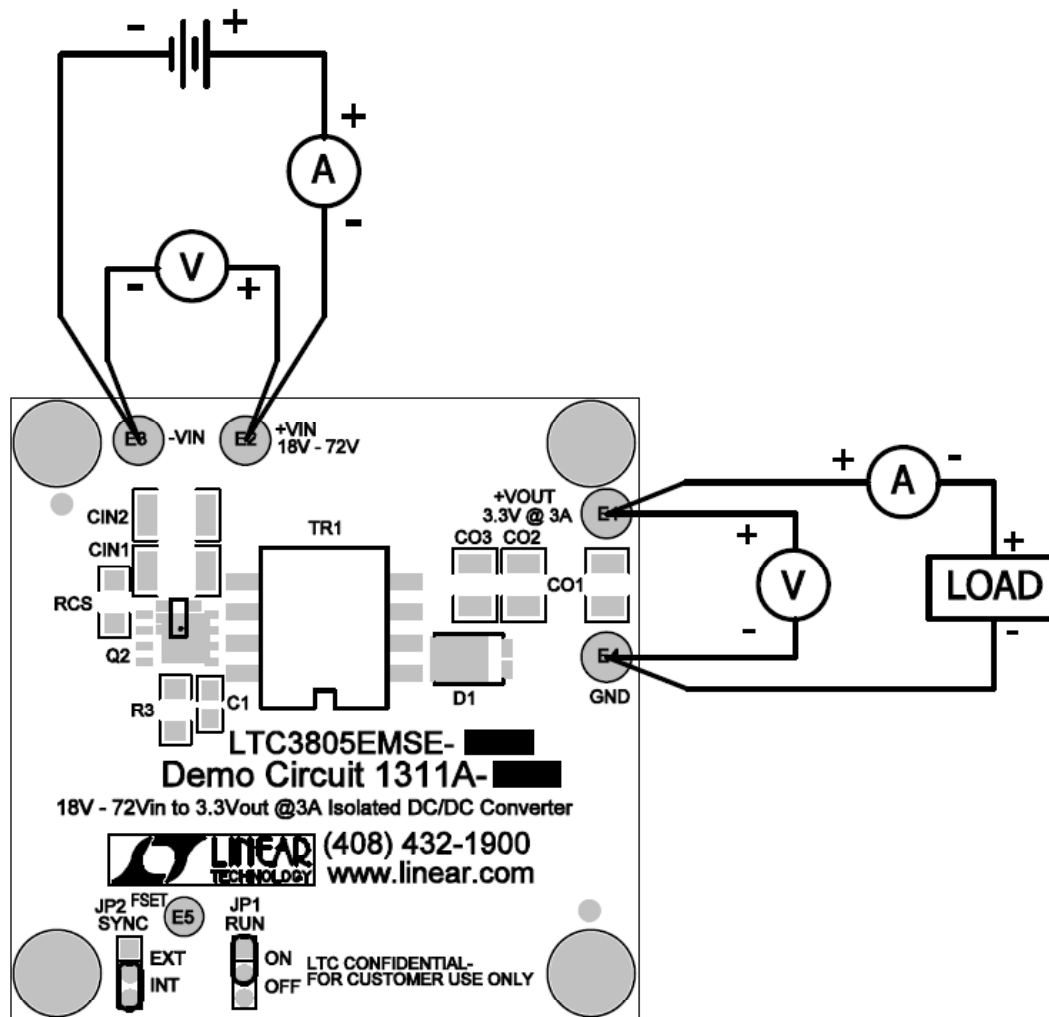 - +
+
A
-
V
- +
E3 -VIN E2 +VIN
18V - 72V
+ A -
+VOUT
3.3V @ 3A E1
CIN2
TR1
CO3 CO2
+
+
CIN1
CO1
V
LOAD
RCS
-
-
Q2
E4
D1
GND
R3 C1
LTC3805EMSE-
Demo Circuit 1311A-
18V - 72Vin to 3.3Vout @3A Isolated DC/DC Converter
LINEAR (408) 432-1900
TECHNOLOGY www.linear.com
JP2 FSET E5 JP1
SYNC RUN
EXT ON LTC CONFIDENTIAL-
INT OFF FOR CUSTOMER USE ONLY